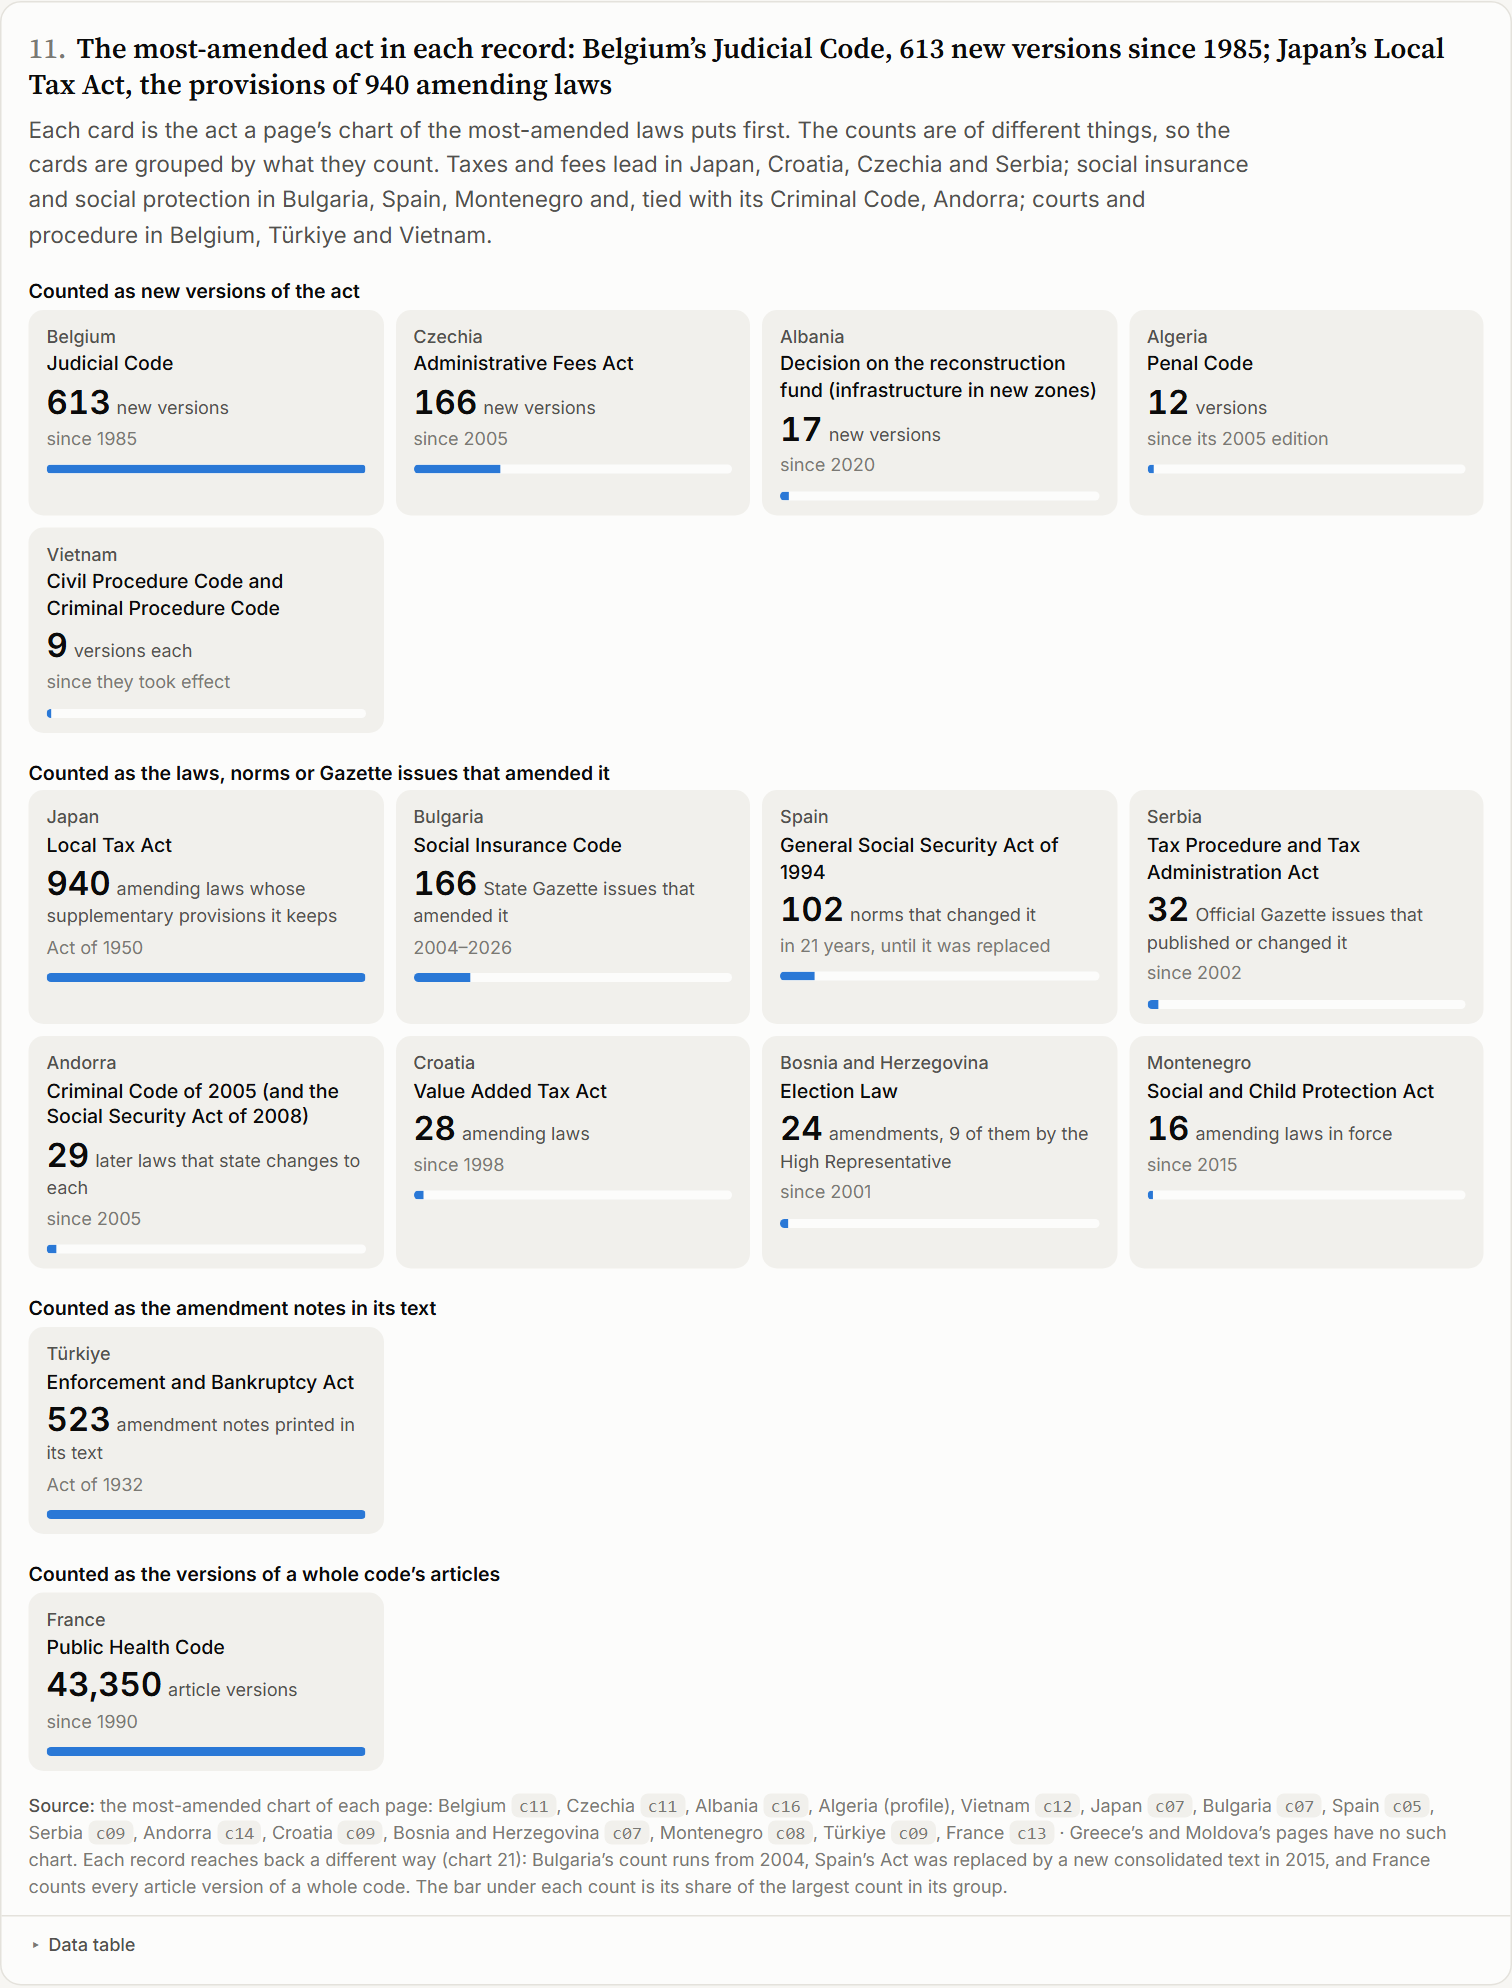 11. The most-amended act in each record: Belgium’s Judicial Code, 613 new versions since 1985; Japan’s Local
Tax Act, the provisions of 940 amending laws
Each card is the act a page’s chart of the most-amended laws puts first. The counts are of different things, so the
cards are grouped by what they count. Taxes and fees lead in Japan, Croatia, Czechia and Serbia; social insurance
and social protection in Bulgaria, Spain, Montenegro and, tied with its Criminal Code, Andorra; courts and
procedure in Belgium, Türkiye and Vietnam.
Counted as new versions of the act
Belgium
Judicial Code
613 new versions
since 1985
Czechia
Administrative Fees Act
166 new versions
since 2005
Albania
Decision on the reconstruction
fund (infrastructure in new zones)
17 new versions
since 2020
Algeria
Penal Code
12 versions
since its 2005 edition
Vietnam
Civil Procedure Code and
Criminal Procedure Code
9 versions each
since they took effect
Counted as the laws, norms or Gazette issues that amended it
Japan
Local Tax Act
940 amending laws whose
supplementary provisions it keeps
Act of 1950
Bulgaria
Social Insurance Code
166 State Gazette issues that
amended it
2004–2026
Spain
General Social Security Act of
1994
102 norms that changed it
in 21 years, until it was replaced
Serbia
Tax Procedure and Tax
Administration Act
32 Official Gazette issues that
published or changed it
since 2002
Andorra
Criminal Code of 2005 (and the
Social Security Act of 2008)
29 later laws that state changes to
each
since 2005
Croatia
Value Added Tax Act
28 amending laws
since 1998
Bosnia and Herzegovina
Election Law
24 amendments, 9 of them by the
High Representative
since 2001
Montenegro
Social and Child Protection Act
16 amending laws in force
since 2015
Counted as the amendment notes in its text
Türkiye
Enforcement and Bankruptcy Act
523 amendment notes printed in
its text
Act of 1932
Counted as the versions of a whole code’s articles
France
Public Health Code
43,350 article versions
since 1990
Source: the most-amended chart of each page: Belgium c11, Czechia c11, Albania c16, Algeria (profile), Vietnam c12, Japan c07, Bulgaria c07, Spain c05,
Serbia c09, Andorra c14, Croatia c09, Bosnia and Herzegovina c07, Montenegro c08, Türkiye c09, France c13 · Greece’s and Moldova’s pages have no such
chart. Each record reaches back a different way (chart 21): Bulgaria’s count runs from 2004, Spain’s Act was replaced by a new consolidated text in 2015, and France
counts every article version of a whole code. The bar under each count is its share of the largest count in its group.
▸ Data table